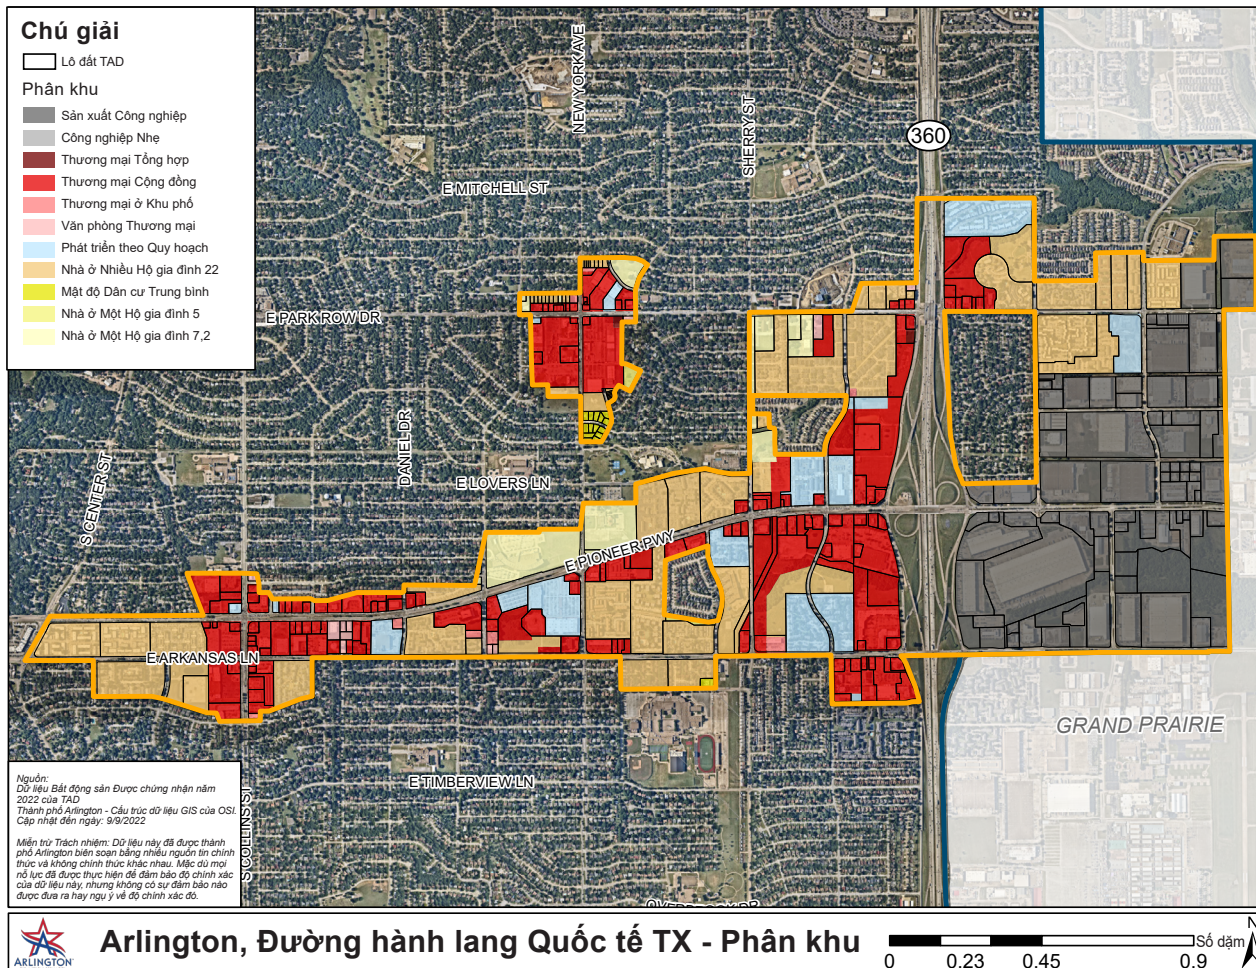 Chú giải
Lô đất TAD
Phân khu
Sản xuất Công nghiệp
Công nghiệp Nhẹ
Thương mại Tổng hợp
Thương mại Cộng đồng
Thương mại ở Khu phố
Văn phòng Thương mại
Phát triển theo Quy hoạch
Nhà ở Nhiều Hộ gia đình 22
Mật độ Dân cư Trung bình
Nhà ở Một Hộ gia đình 5
Nhà ở Một Hộ gia đình 7,2
NEW YORK AVE
SHERRY ST
360
E MITCHELL ST
E PARK ROW DR
DANIEL DR
S CENTER ST
E LOVERS LN
E PIONEER PKWY
E ARKANSAS LN
GRAND PRAIRIE
E TIMBERVIEW LN
S COLLINS ST
OVERBROOK DR
Nguồn:
Dữ liệu Bất động sản Được chứng nhận năm
2022 của TAD
Thành phố Arlington - Cấu trúc dữ liệu GIS của OSI.
Cập nhật đến ngày: 9/9/2022
Miễn trừ Trách nhiệm: Dữ liệu này đã được thành
phố Arlington biên soạn bằng nhiều nguồn tin chính
thức và không chính thức khác nhau. Mặc dù mọi
nỗ lực đã được thực hiện để đảm bảo độ chính xác
của dữ liệu này, nhưng không có sự đảm bảo nào
được đưa ra hay ngụ ý về độ chính xác đó.
ARLINGTON
Arlington, Đường hành lang Quốc tế TX - Phân khu
Số dặm
0 0.23 0.45 0.9
N